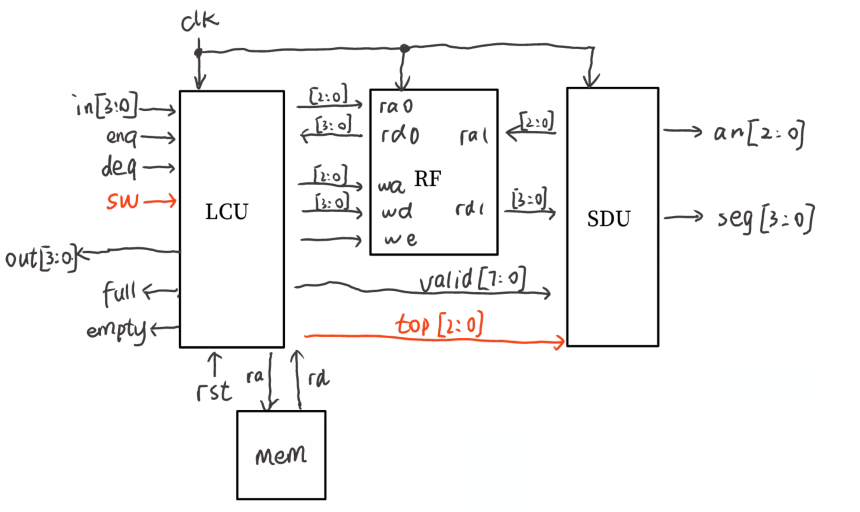 clk
in[3:0]
enq
deq
sw
out[3:0]
full
empty
rst
LCU
[2:0]
[3:0]
[2:0]
[3:0]
ra0
rd0
wa
wd
we
RF
ra1
rd1
[2:0]
[3:0]
valid[7:0]
top[2:0]
SDU
an[2:0]
seg[3:0]
ra
rd
mem